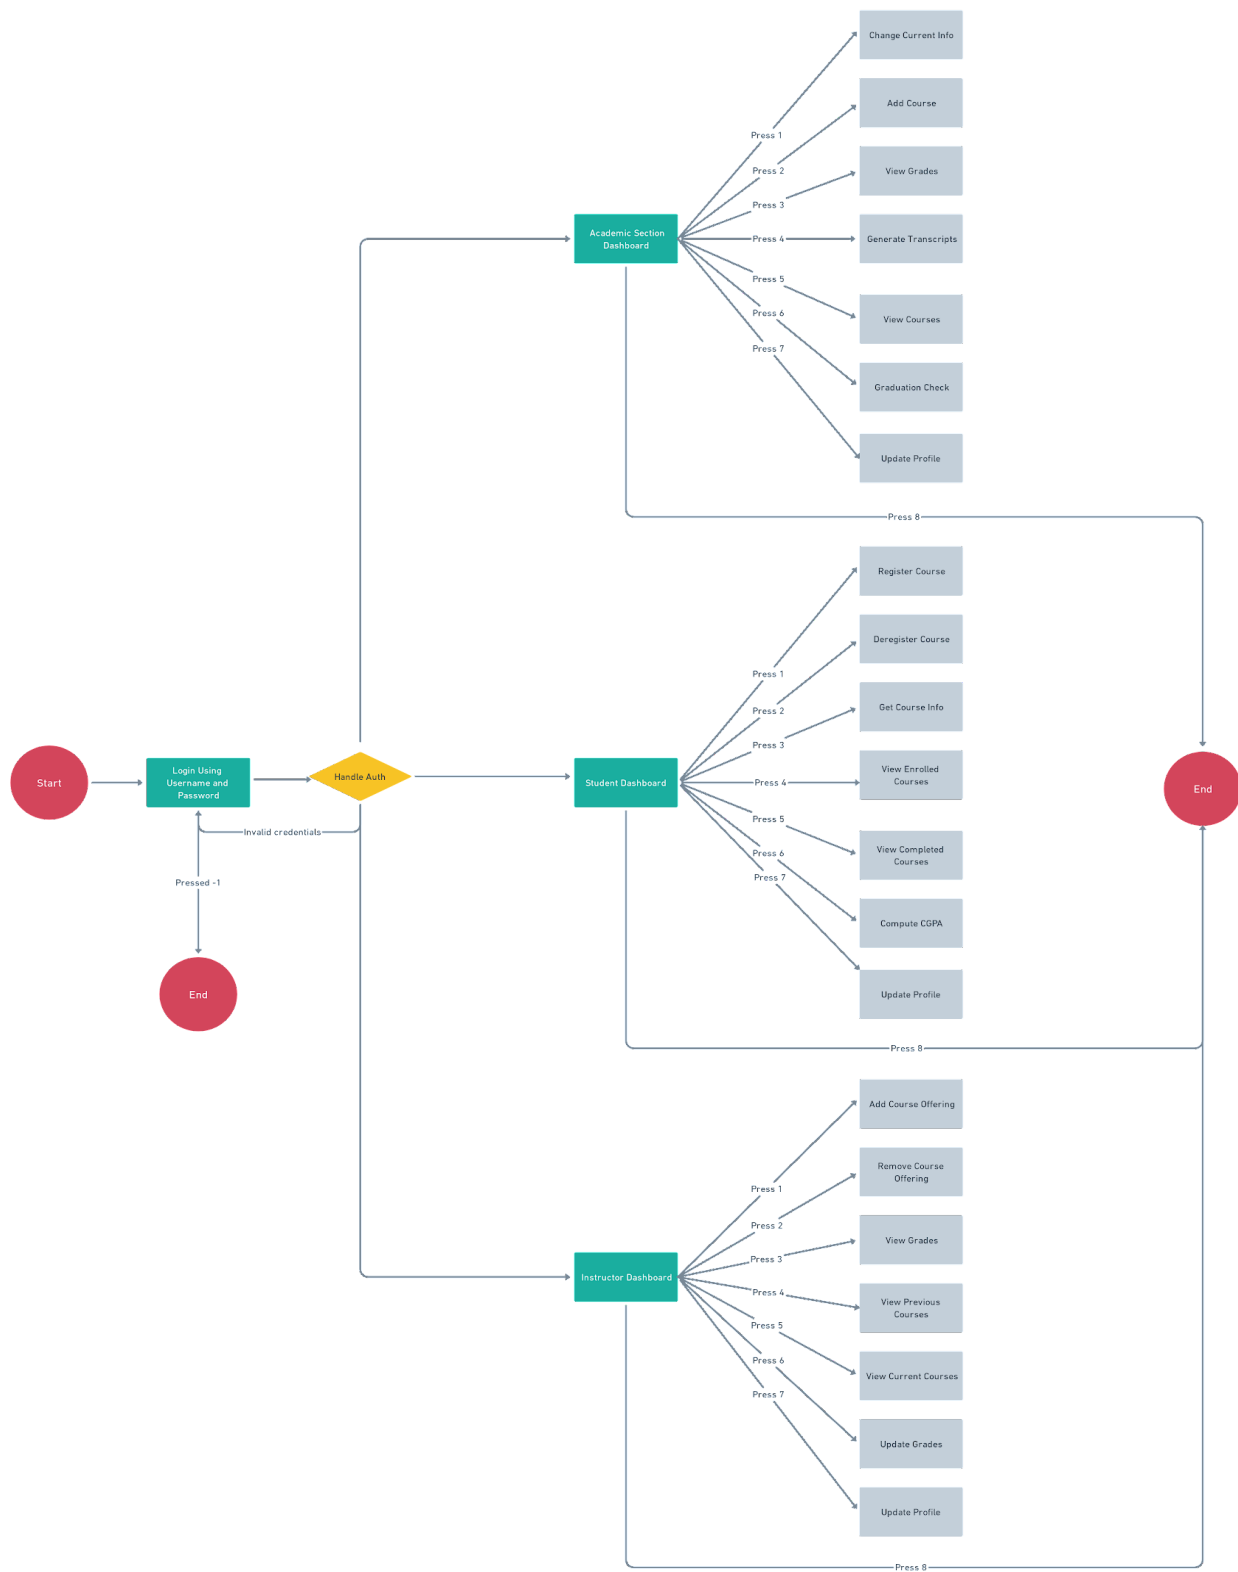 Change Current Info
Add Course
Press 1
Press 2
View Grades
Press 3
Academic Section
Dashboard
Press 4
Generate Transcripts
Press 5
Press 6
View Courses
Press 7
Graduation Check
Update Profile
Press 8
Register Course
Deregister Course
Press 1
Press 2
Get Course Info
Press 3
Start
Login Using
Username and
Password
Handle Auth
Student Dashboard
Press 4
View Enrolled
Courses
End
Invalid credentials
Press 5
View Completed
Courses
Press 6
Press 7
Pressed -1
Compute CGPA
End
Update Profile
Press 8
Add Course Offering
Press 1
Remove Course
Offering
Press 2
View Grades
Press 3
Instructor Dashboard
Press 4
View Previous
Courses
Press 5
Press 6
View Current Courses
Press 7
Update Grades
Update Profile
Press 8